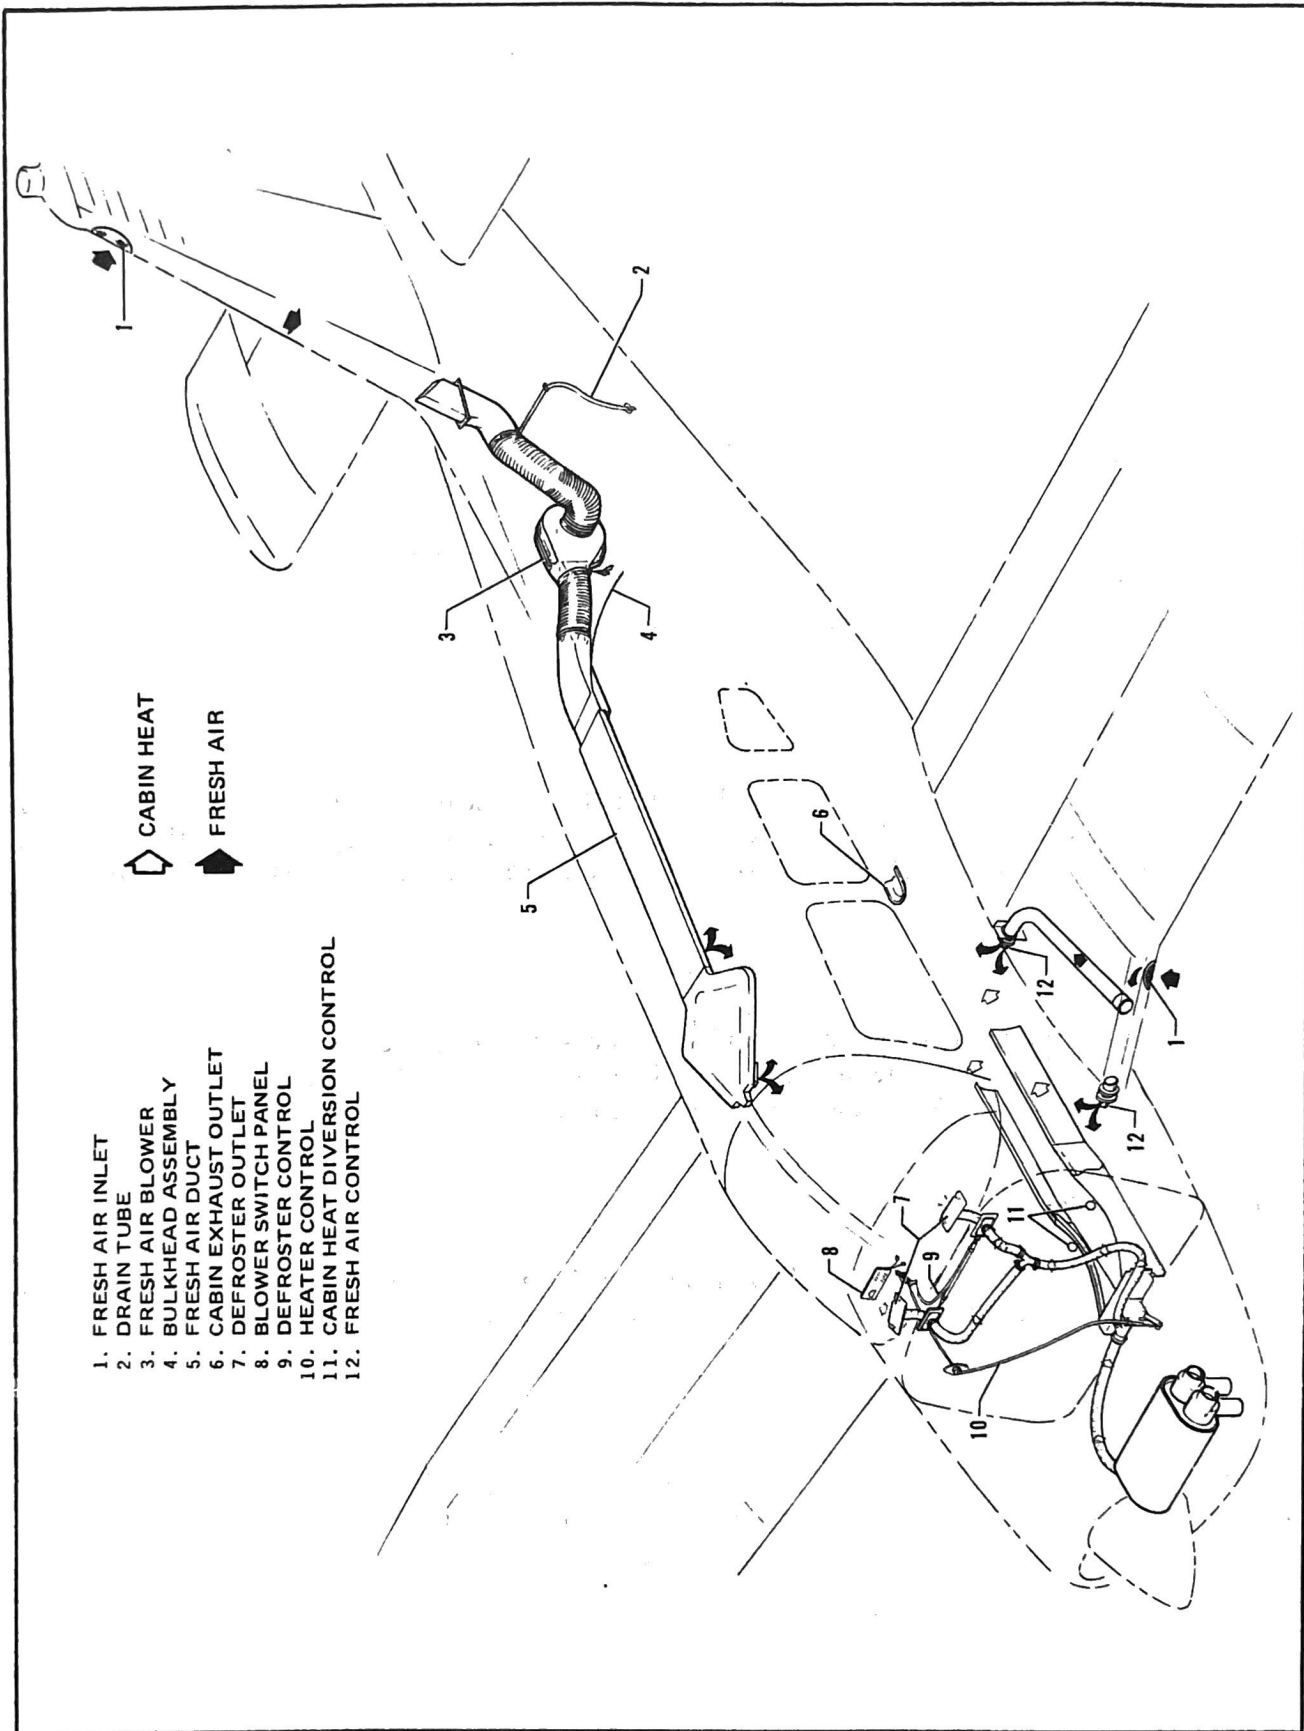 1. FRESH AIR INLET
2. DRAIN TUBE
3. FRESH AIR BLOWER
4. BULKHEAD ASSEMBLY
5. FRESH AIR DUCT
6. CABIN EXHAUST OUTLET
7. DEFROSTER OUTLET
8. BLOWER SWITCH PANEL
9. DEFROSTER CONTROL
10. HEATER CONTROL
11. CABIN HEAT DIVERSION CONTROL
12. FRESH AIR CONTROL
CABIN HEAT
FRESH AIR
1
2
3
4
5
6
7
8
9
10
11
12
12
1